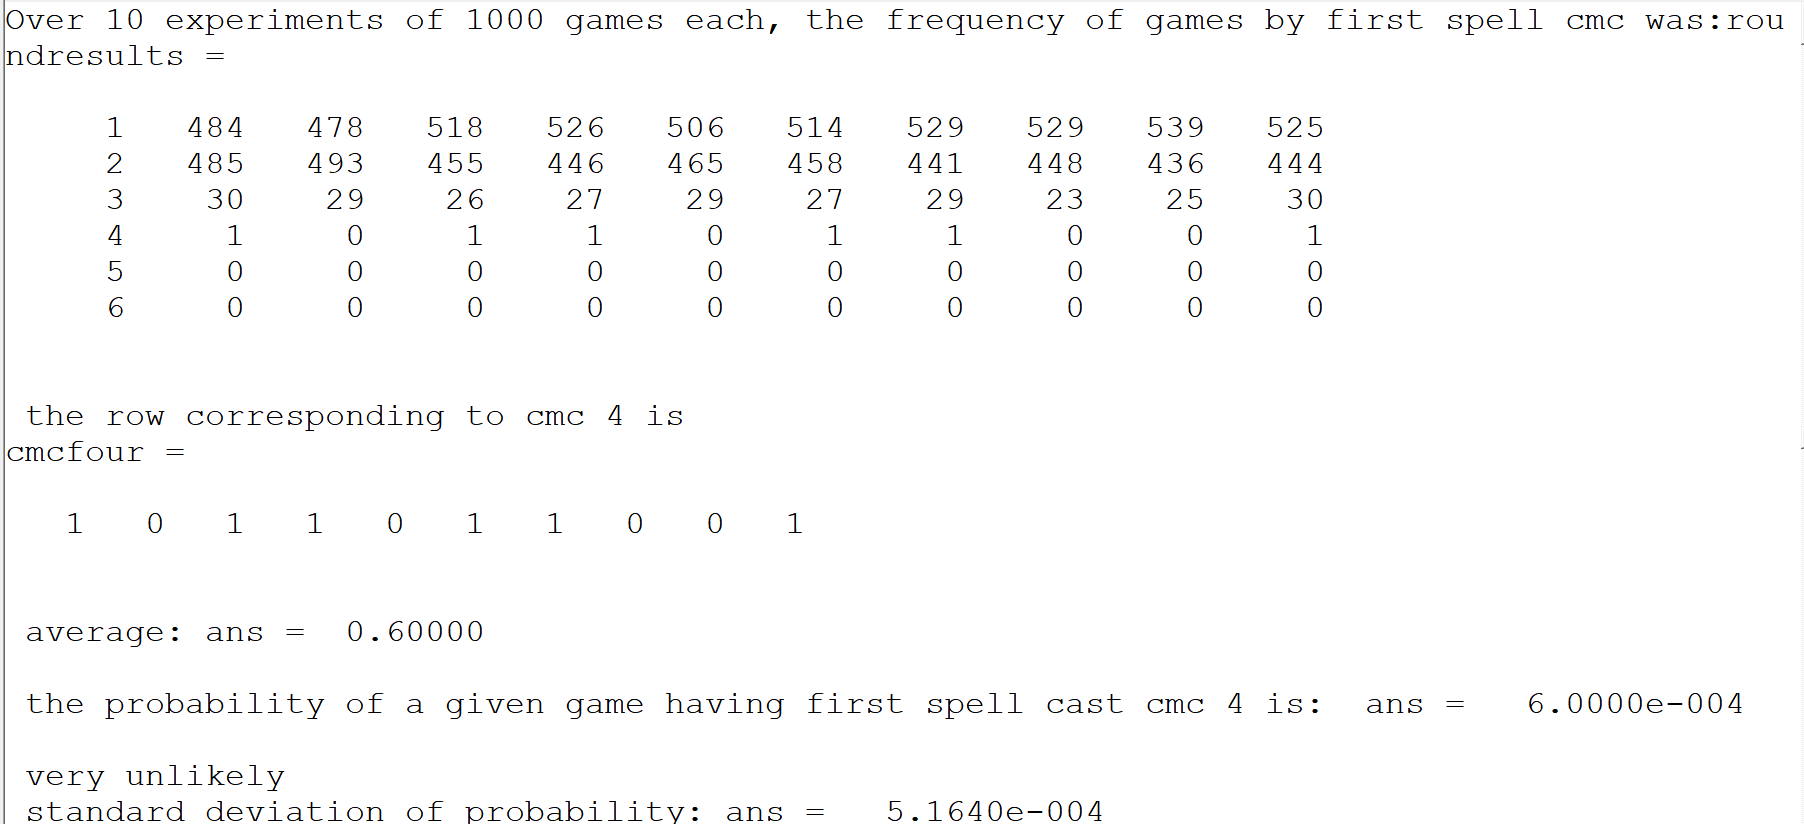 Over 10 experiments of 1000 games each, the frequency of games by first spell cmc was:rou
ndresults =
1 484 478 518 526 506 514 529 529 539 525
2 485 493 455 446 465 458 441 448 436 444
3 30 29 26 27 29 27 29 23 25 30
4 1 0 1 1 0 1 1 0 0 1
5 0 0 0 0 0 0 0 0 0 0
6 0 0 0 0 0 0 0 0 0 0
the row corresponding to cmc 4 is
cmcfour =
1 0 1 1 0 1 1 0 0 1
average: ans = 0.60000
the probability of a given game having first spell cast cmc 4 is: ans = 6.0000e-004
very unlikely
standard deviation of probability: ans = 5.1640e-004